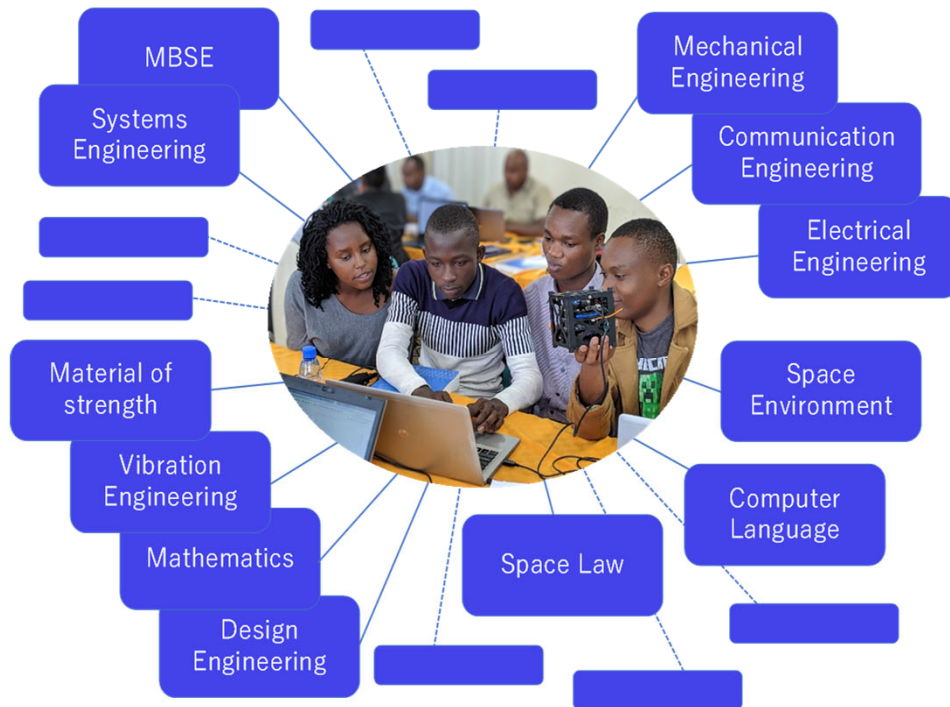 MBSE
Systems
Engineering
Mechanical
Engineering
Communication
Engineering
Electrical
Engineering
Material of
strength
Space
Environment
Vibration
Engineering
Computer
Language
Mathematics
Space Law
Design
Engineering